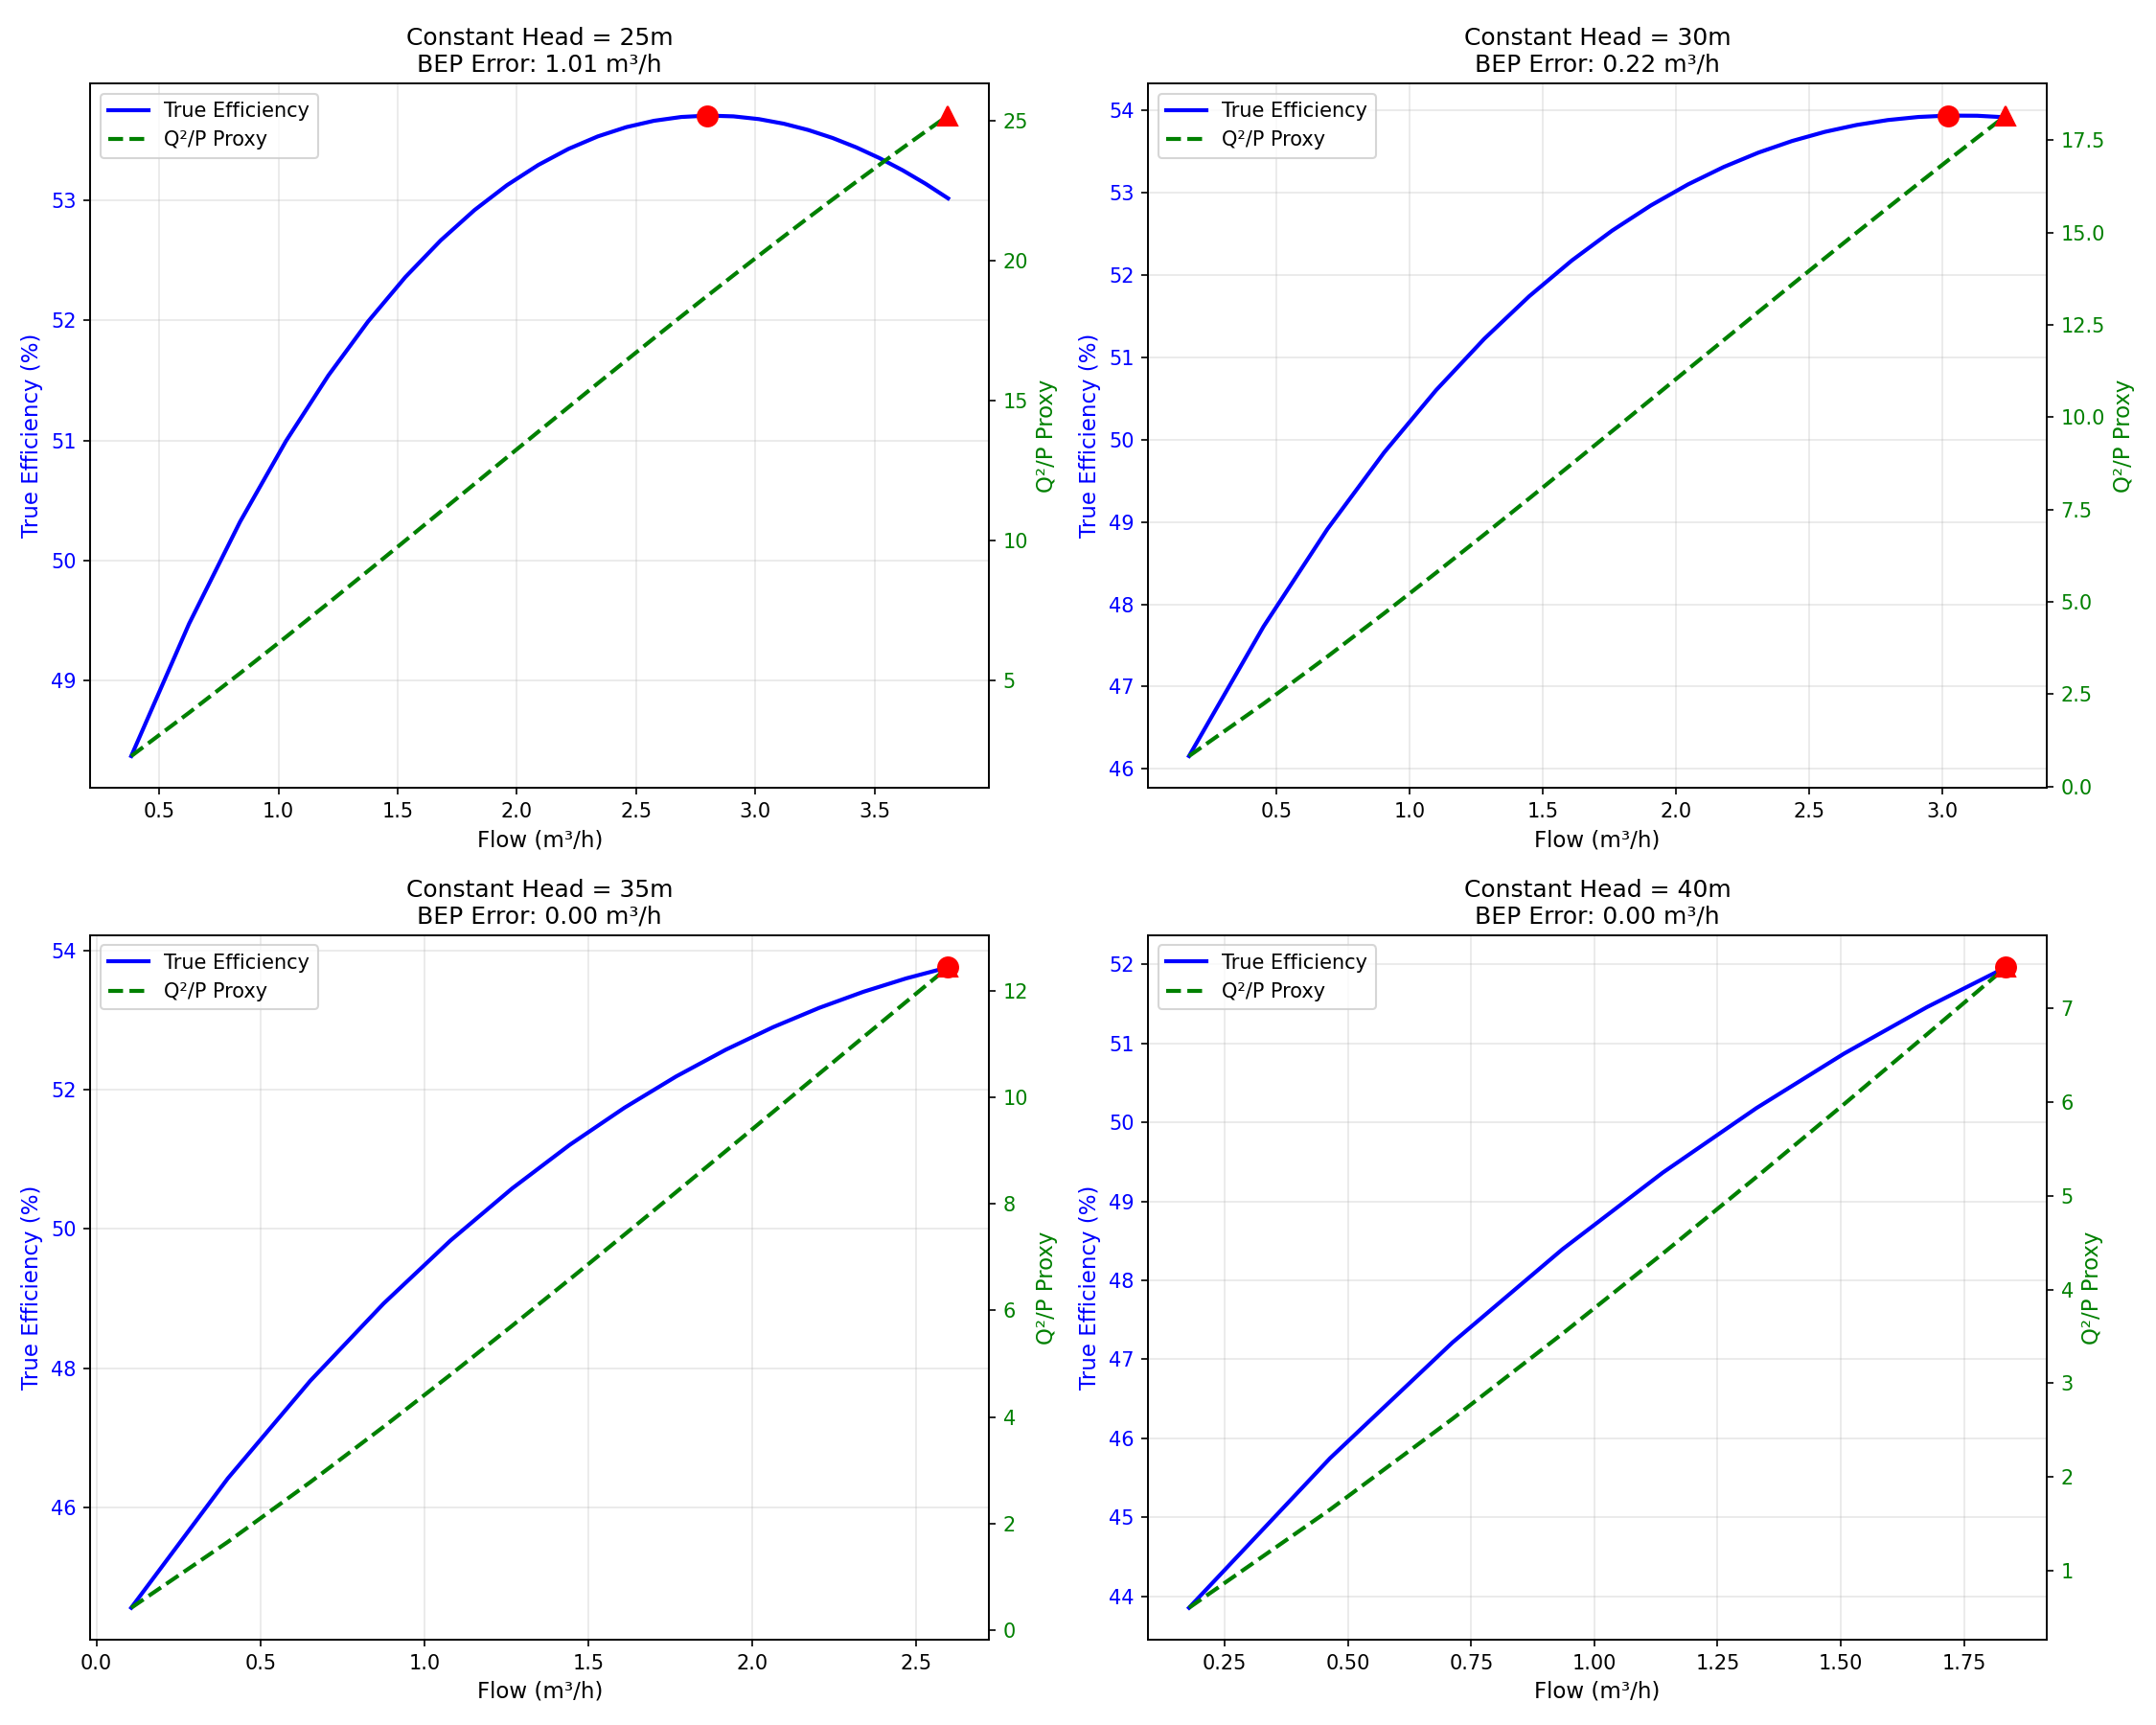 Constant Head = 25m
BEP Error: 1.01 m³/h
True Efficiency
Q²/P Proxy
True Efficiency (%)
53
52
51
50
49
25
20
15
10
5
Q²/P Proxy
0.5 1.0 1.5 2.0 2.5 3.0 3.5
Flow (m³/h)
Constant Head = 30m
BEP Error: 0.22 m³/h
True Efficiency
Q²/P Proxy
True Efficiency (%)
54
53
52
51
50
49
48
47
46
17.5
15.0
12.5
10.0
7.5
5.0
2.5
0.0
Q²/P Proxy
0.5 1.0 1.5 2.0 2.5 3.0
Flow (m³/h)
Constant Head = 35m
BEP Error: 0.00 m³/h
True Efficiency
Q²/P Proxy
True Efficiency (%)
54
52
50
48
46
12
10
8
6
4
2
0
Q²/P Proxy
0.0 0.5 1.0 1.5 2.0 2.5
Flow (m³/h)
Constant Head = 40m
BEP Error: 0.00 m³/h
True Efficiency
Q²/P Proxy
True Efficiency (%)
52
51
50
49
48
47
46
45
44
7
6
5
4
3
2
1
Q²/P Proxy
0.25 0.50 0.75 1.00 1.25 1.50 1.75
Flow (m³/h)